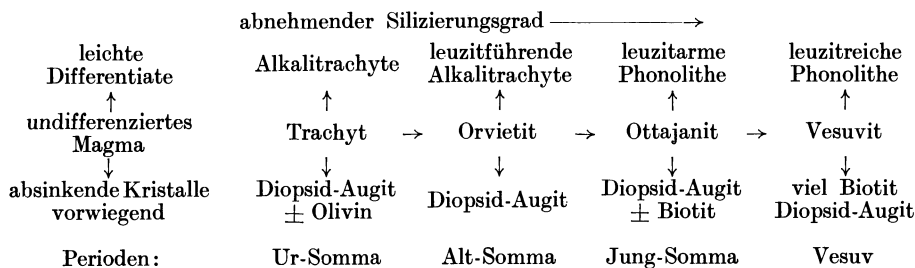 abnehmender Silizierungsgrad ⟶
leichte Alkalitrachyte leuzitführende leuzitarme leuzitreiche
Differentiate Alkalitrachyte Phonolithe Phonolithe
↑ ↑ ↑ ↑ ↑
undifferenziertes Trachyt → Orvietit → Ottajanit → Vesuvit
Magma
↓ ↓ ↓ ↓ ↓
absinkende Kristalle Diopsid-Augit Diopsid-Augit Diopsid-Augit viel Biotit
vorwiegend ± Olivin ± Biotit Diopsid-Augit
Perioden: Ur-Somma Alt-Somma Jung-Somma Vesuv